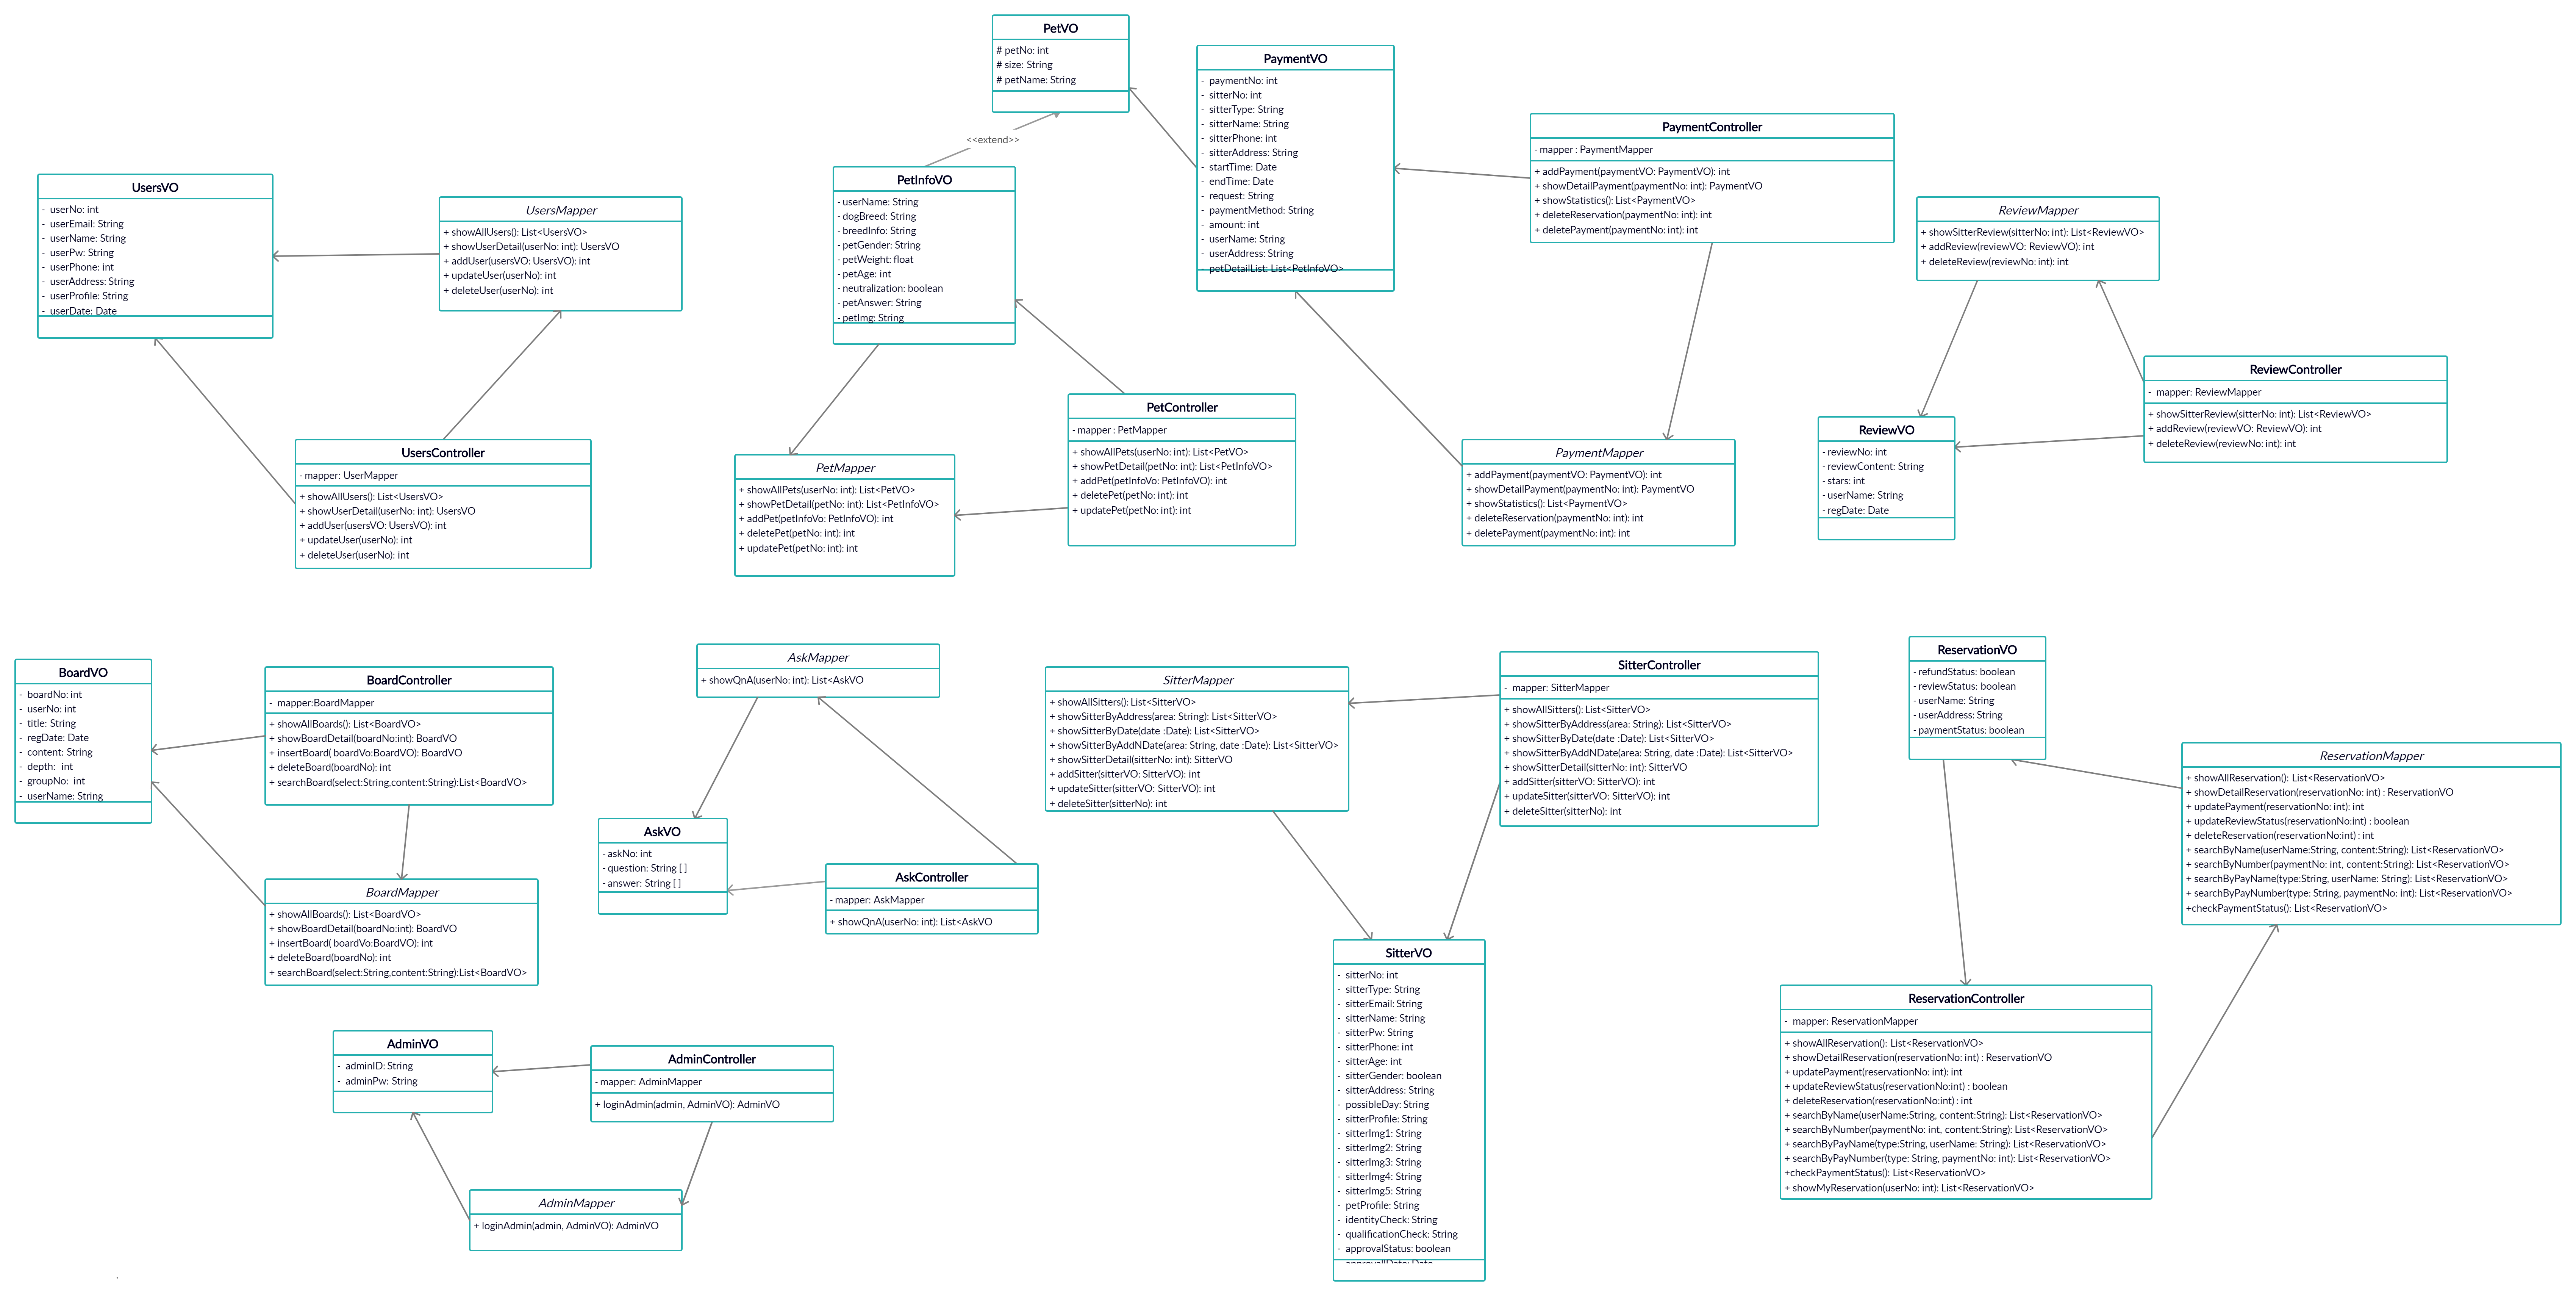 PetVO
# petNo: int
# size: String
# petName: String
<<extend>>
PaymentVO
- paymentNo: int
- sitterNo: int
- sitterType: String
- sitterName: String
- sitterPhone: int
- sitterAddress: String
- startTime: Date
- endTime: Date
- request: String
- paymentMethod: String
- amount: int
- userName: String
- userAddress: String
- petDetailList: List<PetInfoVO>
PaymentController
- mapper : PaymentMapper
+ addPayment(paymentVO: PaymentVO): int
+ showDetailPayment(paymentNo: int): PaymentVO
+ showStatistics(): List<PaymentVO>
+ deleteReservation(paymentNo: int): int
+ deletePayment(paymentNo: int): int
UsersVO
- userNo: int
- userEmail: String
- userName: String
- userPw: String
- userPhone: int
- userAddress: String
- userProfile: String
- userDate: Date
UsersMapper
+ showAllUsers(): List<UsersVO>
+ showUserDetail(userNo: int): UsersVO
+ addUser(usersVO: UsersVO): int
+ updateUser(userNo): int
+ deleteUser(userNo): int
PetInfoVO
- userName: String
- dogBreed: String
- breedInfo: String
- petGender: String
- petWeight: float
- petAge: int
- neutralization: boolean
- petAnswer: String
- petImg: String
ReviewMapper
+ showSitterReview(sitterNo: int): List<ReviewVO>
+ addReview(reviewVO: ReviewVO): int
+ deleteReview(reviewNo: int): int
ReviewController
- mapper: ReviewMapper
+ showSitterReview(sitterNo: int): List<ReviewVO>
+ addReview(reviewVO: ReviewVO): int
+ deleteReview(reviewNo: int): int
PetController
- mapper : PetMapper
+ showAllPets(userNo: int): List<PetVO>
+ showPetDetail(petNo: int): List<PetInfoVO>
+ addPet(petInfoVo: PetInfoVO): int
+ deletePet(petNo: int): int
+ updatePet(petNo: int): int
ReviewVO
- reviewNo: int
- reviewContent: String
- stars: int
- userName: String
- regDate: Date
UsersController
- mapper: UserMapper
+ showAllUsers(): List<UsersVO>
+ showUserDetail(userNo: int): UsersVO
+ addUser(usersVO: UsersVO): int
+ updateUser(userNo): int
+ deleteUser(userNo): int
PetMapper
+ showAllPets(userNo: int): List<PetVO>
+ showPetDetail(petNo: int): List<PetInfoVO>
+ addPet(petInfoVo: PetInfoVO): int
+ deletePet(petNo: int): int
+ updatePet(petNo: int): int
PaymentMapper
+ addPayment(paymentVO: PaymentVO): int
+ showDetailPayment(paymentNo: int): PaymentVO
+ showStatistics(): List<PaymentVO>
+ deleteReservation(paymentNo: int): int
+ deletePayment(paymentNo: int): int
BoardVO
- boardNo: int
- userNo: int
- title: String
- regDate: Date
- content: String
- depth: int
- groupNo: int
- userName: String
BoardController
- mapper:BoardMapper
+ showAllBoards(): List<BoardVO>
+ showBoardDetail(boardNo:int): BoardVO
+ insertBoard( boardVo:BoardVO): BoardVO
+ deleteBoard(boardNo): int
+ searchBoard(select:String,content:String):List<BoardVO>
AskMapper
+ showQnA(userNo: int): List<AskVO
SitterMapper
+ showAllSitters(): List<SitterVO>
+ showSitterByAddress(area: String): List<SitterVO>
+ showSitterByDate(date :Date): List<SitterVO>
+ showSitterByAddNDate(area: String, date :Date): List<SitterVO>
+ showSitterDetail(sitterNo: int): SitterVO
+ addSitter(sitterVO: SitterVO): int
+ updateSitter(sitterVO: SitterVO): int
+ deleteSitter(sitterNo): int
SitterController
- mapper: SitterMapper
+ showAllSitters(): List<SitterVO>
+ showSitterByAddress(area: String): List<SitterVO>
+ showSitterByDate(date :Date): List<SitterVO>
+ showSitterByAddNDate(area: String, date :Date): List<SitterVO>
+ showSitterDetail(sitterNo: int): SitterVO
+ addSitter(sitterVO: SitterVO): int
+ updateSitter(sitterVO: SitterVO): int
+ deleteSitter(sitterNo): int
ReservationVO
- refundStatus: boolean
- reviewStatus: boolean
- userName: String
- userAddress: String
- paymentStatus: boolean
ReservationMapper
+ showAllReservation(): List<ReservationVO>
+ showDetailReservation(reservationNo: int) : ReservationVO
+ updatePayment(reservationNo: int): int
+ updateReviewStatus(reservationNo:int) : boolean
+ deleteReservation(reservationNo:int) : int
+ searchByName(userName:String, content:String): List<ReservationVO>
+ searchByNumber(paymentNo: int, content:String): List<ReservationVO>
+ searchByPayName(type:String, userName: String): List<ReservationVO>
+ searchByPayNumber(type: String, paymentNo: int): List<ReservationVO>
+checkPaymentStatus(): List<ReservationVO>
AskVO
- askNo: int
- question: String [ ]
- answer: String [ ]
AskController
- mapper: AskMapper
+ showQnA(userNo: int): List<AskVO
BoardMapper
+ showAllBoards(): List<BoardVO>
+ showBoardDetail(boardNo:int): BoardVO
+ insertBoard( boardVo:BoardVO): int
+ deleteBoard(boardNo): int
+ searchBoard(select:String,content:String):List<BoardVO>
SitterVO
- sitterNo: int
- sitterType: String
- sitterEmail: String
- sitterName: String
- sitterPw: String
- sitterPhone: int
- sitterAge: int
- sitterGender: boolean
- sitterAddress: String
- possibleDay: String
- sitterProfile: String
- sitterImg1: String
- sitterImg2: String
- sitterImg3: String
- sitterImg4: String
- sitterImg5: String
- petProfile: String
- identityCheck: String
- qualificationCheck: String
- approvalStatus: boolean
ReservationController
- mapper: ReservationMapper
+ showAllReservation(): List<ReservationVO>
+ showDetailReservation(reservationNo: int) : ReservationVO
+ updatePayment(reservationNo: int): int
+ updateReviewStatus(reservationNo:int) : boolean
+ deleteReservation(reservationNo:int) : int
+ searchByName(userName:String, content:String): List<ReservationVO>
+ searchByNumber(paymentNo: int, content:String): List<ReservationVO>
+ searchByPayName(type:String, userName: String): List<ReservationVO>
+ searchByPayNumber(type: String, paymentNo: int): List<ReservationVO>
+checkPaymentStatus(): List<ReservationVO>
+ showMyReservation(userNo: int): List<ReservationVO>
AdminVO
- adminID: String
- adminPw: String
AdminController
- mapper: AdminMapper
+ loginAdmin(admin, AdminVO): AdminVO
AdminMapper
+ loginAdmin(admin, AdminVO): AdminVO